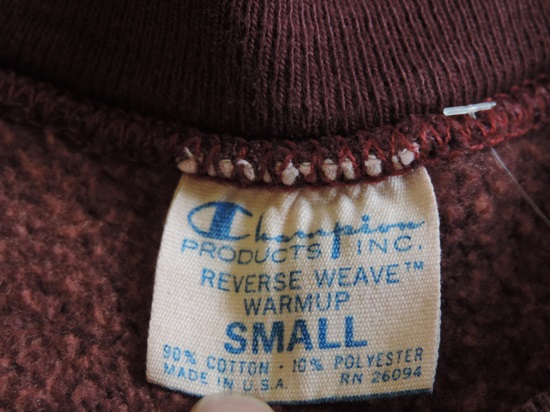 Champion
PRODUCTS INC.
REVERSE WEAVE™
WARMUP
SMALL
90% COTTON · 10% POLYESTER
MADE IN U.S.A. RN 26094